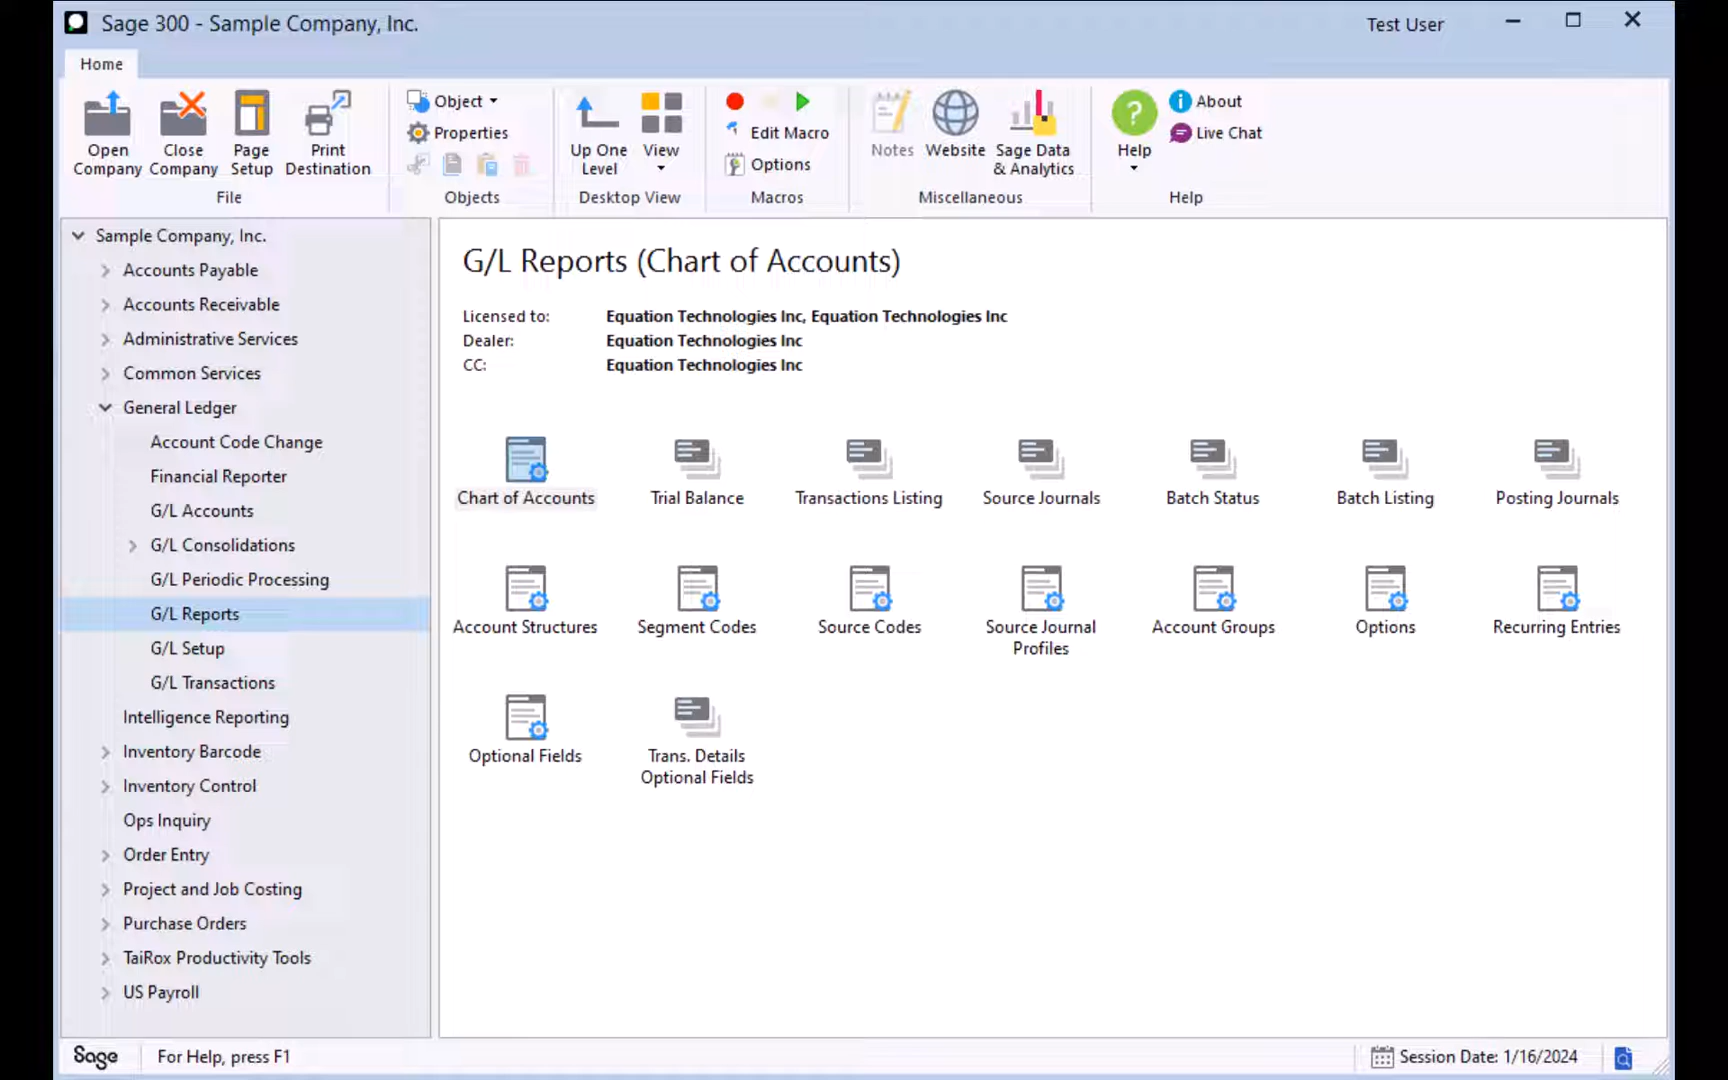 Sage 300 - Sample Company, Inc.
Test User
Home
Open Company
Close Company
Page Setup
Print Destination
File
Object
Properties
Objects
Up One Level
View
Desktop View
Edit Macro
Options
Macros
Notes
Website
Sage Data & Analytics
Miscellaneous
Help
About
Live Chat
Help
Sample Company, Inc.
Accounts Payable
Accounts Receivable
Administrative Services
Common Services
General Ledger
Account Code Change
Financial Reporter
G/L Accounts
G/L Consolidations
G/L Periodic Processing
G/L Reports
G/L Setup
G/L Transactions
Intelligence Reporting
Inventory Barcode
Inventory Control
Ops Inquiry
Order Entry
Project and Job Costing
Purchase Orders
TaiRox Productivity Tools
US Payroll
G/L Reports (Chart of Accounts)
Licensed to: Equation Technologies Inc, Equation Technologies Inc
Dealer: Equation Technologies Inc
CC: Equation Technologies Inc
Chart of Accounts
Trial Balance
Transactions Listing
Source Journals
Batch Status
Batch Listing
Posting Journals
Account Structures
Segment Codes
Source Codes
Source Journal
Profiles
Account Groups
Options
Recurring Entries
Optional Fields
Trans. Details
Optional Fields
Sage
For Help, press F1
Session Date: 1/16/2024